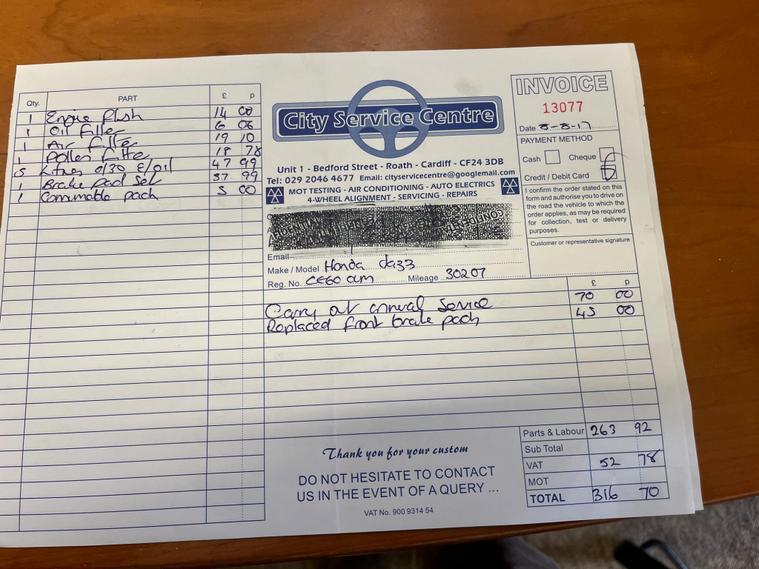 Qty. PART £ p
1 Engine flush 14 00
1 Oil Filter 6 06
1 Air Filter 19 10
1 Pollen filter 18 78
5 Litres 0/30 E/oil 47 99
1 Brake pad set 37 99
1 Consumable pack 5 00
City Service Centre
Unit 1 - Bedford Street - Roath - Cardiff - CF24 3DB
Tel: 029 2046 4677 Email: cityservicecentre@googlemail.com
MOT TESTING - AIR CONDITIONING - AUTO ELECTRICS
4-WHEEL ALIGNMENT - SERVICING - REPAIRS
Email
Make / Model Honda Jazz
Reg. No. CE60 Mileage 30207
INVOICE
13077
Date 8-8-17
PAYMENT METHOD
Cash Cheque
Credit / Debit Card
I confirm the order stated on this
form and authorise you to drive on
the road the vehicle to which the
order applies, as may be required
for collection, test or delivery
purposes.
Customer or representative signature
£ p
Carry out annual Service 70 00
Replaced front brake pads 45 00
Thank you for your custom
DO NOT HESITATE TO CONTACT
US IN THE EVENT OF A QUERY ...
VAT No. 900 9314 54
Parts & Labour 263 92
Sub Total
VAT 52 78
MOT
TOTAL 316 70